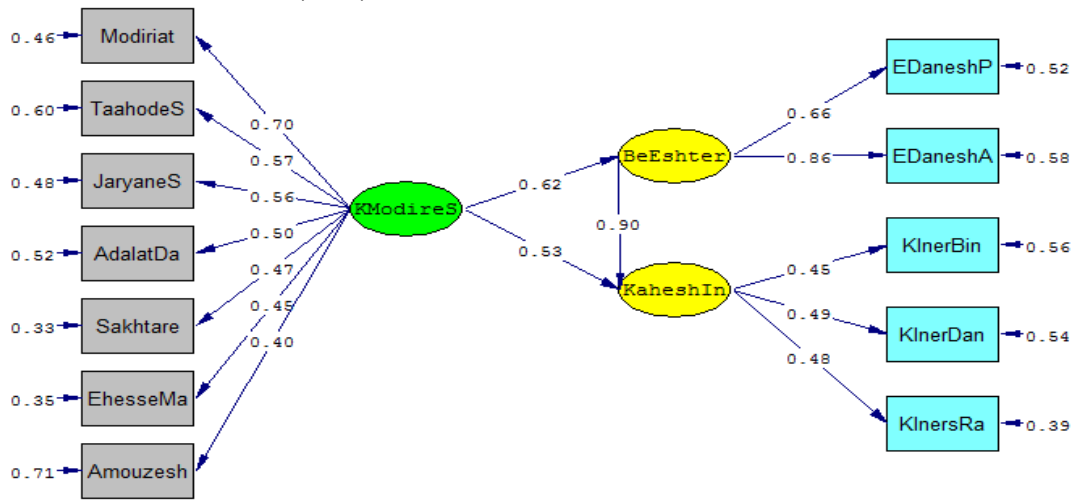 0.46 Modiriat
0.60 TaahodeS
0.48 JaryaneS
0.52 AdalatDa
0.33 Sakhtare
0.35 EhesseMa
0.71 Amouzesh
0.70
0.57
0.56
0.50
0.47
0.45
0.40
KModireS
0.62
0.53
BeEshter
0.90
KaheshIn
0.66
0.86
0.45
0.49
0.48
EDaneshP 0.52
EDaneshA 0.58
KInerBin 0.56
KInerDan 0.54
KInersRa 0.39